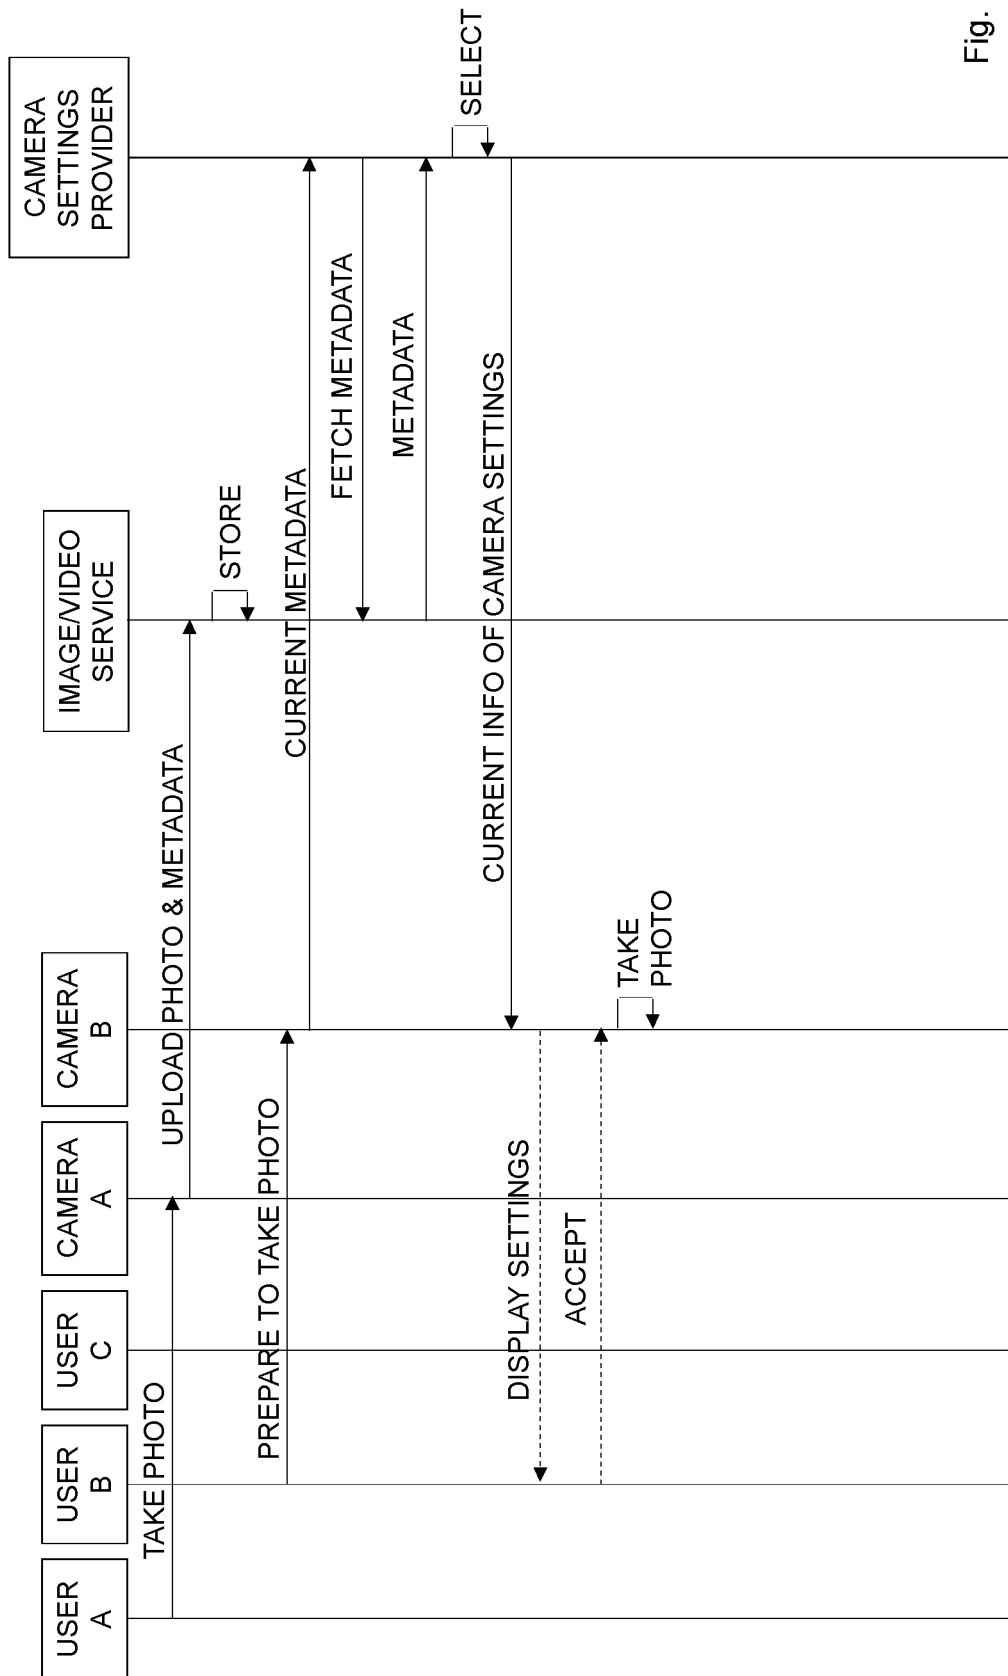 USER
A
USER
B
USER
C
CAMERA
A
CAMERA
B
IMAGE/VIDEO
SERVICE
CAMERA
SETTINGS
PROVIDER
TAKE PHOTO
UPLOAD PHOTO & METADATA
STORE
PREPARE TO TAKE PHOTO
CURRENT METADATA
FETCH METADATA
METADATA
SELECT
CURRENT INFO OF CAMERA SETTINGS
DISPLAY SETTINGS
ACCEPT
TAKE
PHOTO
Fig.